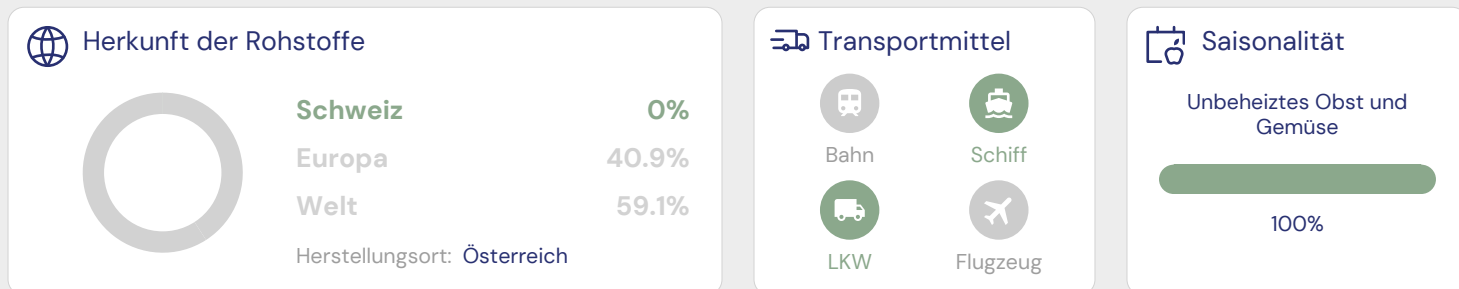 Herkunft der Rohstoffe
Schweiz 0%
Europa 40.9%
Welt 59.1%
Herstellungsort: Österreich
Transportmittel
Bahn Schiff
LKW Flugzeug
Saisonalität
Unbeheiztes Obst und
Gemüse
100%